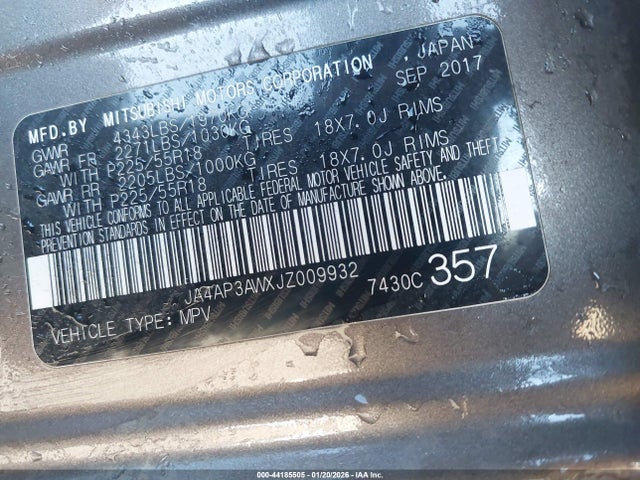 MFD.BY MITSUBISHI MOTORS CORPORATION, JAPAN
GVWR 4343LBS/1970KG SEP 2017
GAWR FR 2271LBS/1030KG TIRES 18X7.0J RIMS
WITH P225/55R18
GAWR RR 2205LBS/1000KG TIRES 18X7.0J RIMS
WITH P225/55R18
THIS VEHICLE CONFORMS TO ALL APPLICABLE FEDERAL MOTOR VEHICLE SAFETY AND THEFT
PREVENTION STANDARDS IN EFFECT ON THE DATE OF MANUFACTURE SHOWN ABOVE.
JA4AP3AWXJZ009932 7430C 357
VEHICLE TYPE: MPV
000-44185505 - 01/20/2026 - IAA Inc.